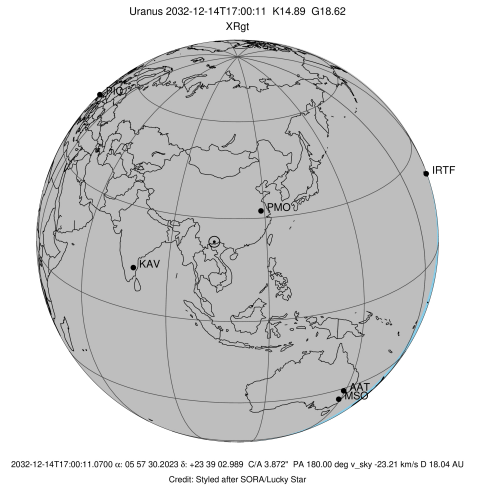 Uranus 2032-12-14T17:00:11 K14.89 G18.62
XRgt
PIC
IRTF
PMO
KAV
AAT
MSO
2032-12-14T17:00:11.0700 α: 05 57 30.2023 δ: +23 39 02.989 C/A 3.872" PA 180.00 deg v_sky -23.21 km/s D 18.04 AU
Credit: Styled after SORA/Lucky Star